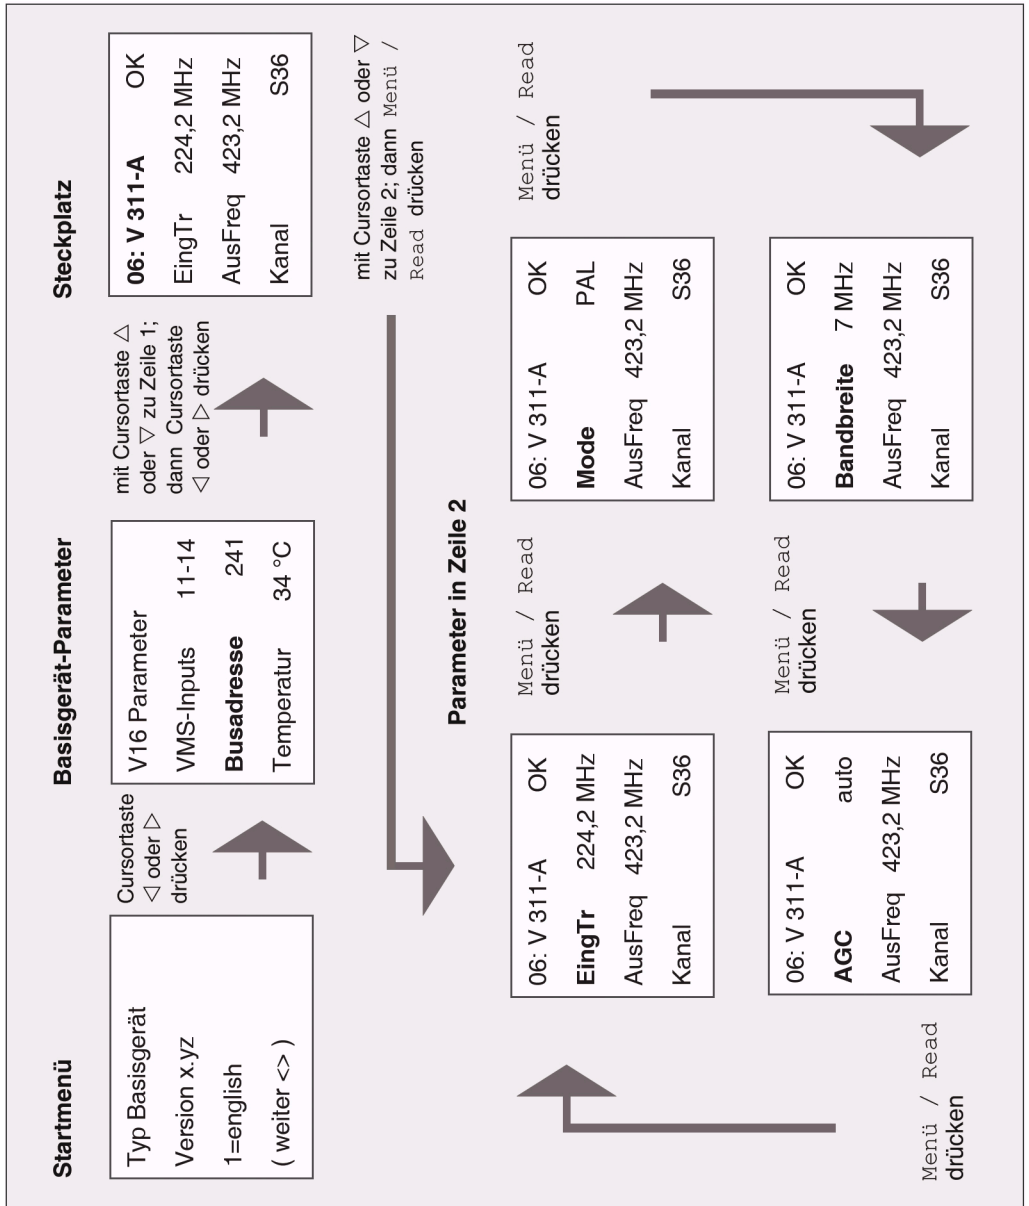 Startmenü
Typ Basisgerät
Version x.yz
1=english
( weiter <> )
Cursortaste
◁ oder ▷
drücken
Basisgerät-Parameter
V16 Parameter
VMS-Inputs 11-14
Busadresse 241
Temperatur 34 °C
mit Cursortaste △
oder ▽ zu Zeile 1;
dann Cursortaste
◁ oder ▷ drücken
Steckplatz
06: V 311-A OK
EingTr 224,2 MHz
AusFreq 423,2 MHz
Kanal S36
mit Cursortaste △ oder ▽
zu Zeile 2; dann Menü /
Read drücken
Parameter in Zeile 2
06: V 311-A OK
EingTr 224,2 MHz
AusFreq 423,2 MHz
Kanal S36
Menü / Read
drücken
06: V 311-A OK
Mode PAL
AusFreq 423,2 MHz
Kanal S36
Menü / Read
drücken
06: V 311-A OK
Bandbreite 7 MHz
AusFreq 423,2 MHz
Kanal S36
Menü / Read
drücken
06: V 311-A OK
AGC auto
AusFreq 423,2 MHz
Kanal S36
Menü / Read
drücken